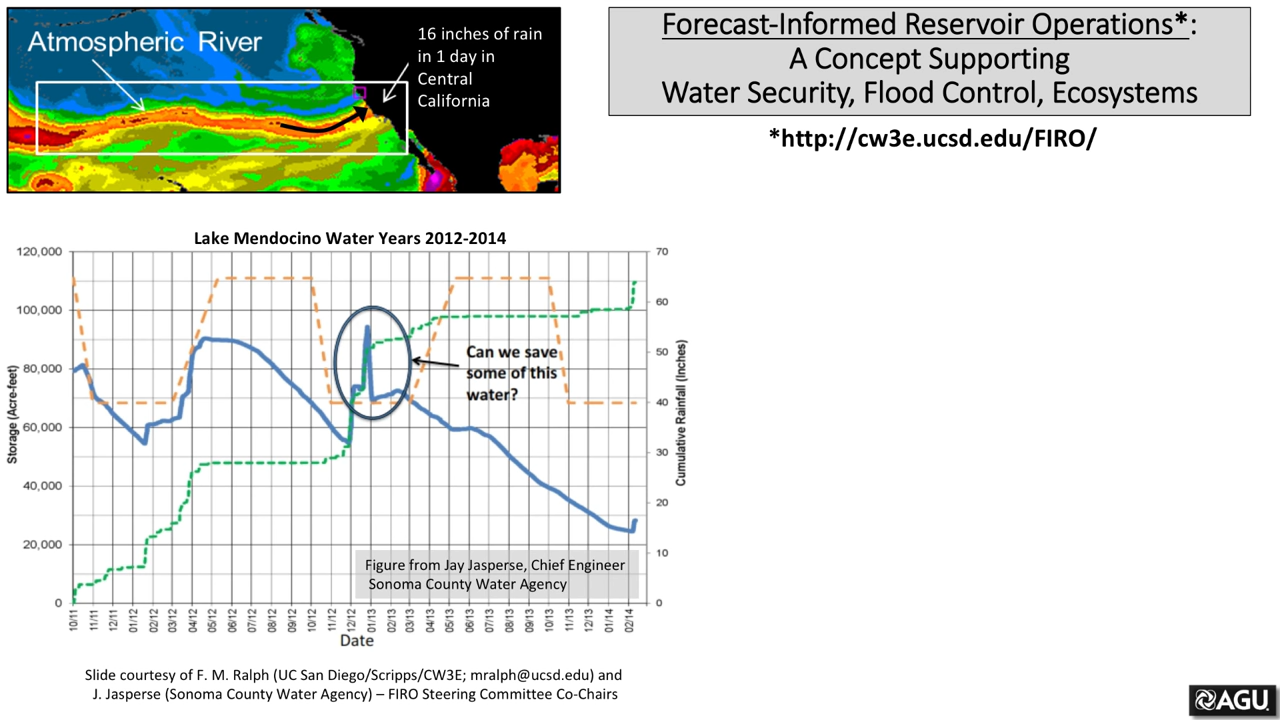 Atmospheric River
16 inches of rain
in 1 day in
Central
California
Forecast-Informed Reservoir Operations*:
A Concept Supporting
Water Security, Flood Control, Ecosystems
*http://cw3e.ucsd.edu/FIRO/
Lake Mendocino Water Years 2012-2014
Storage (Acre-feet)
120,000
100,000
80,000
60,000
40,000
20,000
0
Can we save
some of this
water?
70
60
50
40
30
20
10
0
Cumulative Rainfall (Inches)
Figure from Jay Jasperse, Chief Engineer
Sonoma County Water Agency
10/11
11/11
12/11
01/12
02/12
03/12
04/12
05/12
06/12
07/12
08/12
09/12
10/12
11/12
12/12
01/13
02/13
03/13
04/13
05/13
06/13
07/13
08/13
09/13
10/13
11/13
12/13
01/14
02/14
Date
Slide courtesy of F. M. Ralph (UC San Diego/Scripps/CW3E; mralph@ucsd.edu) and
J. Jasperse (Sonoma County Water Agency) – FIRO Steering Committee Co-Chairs
AGU